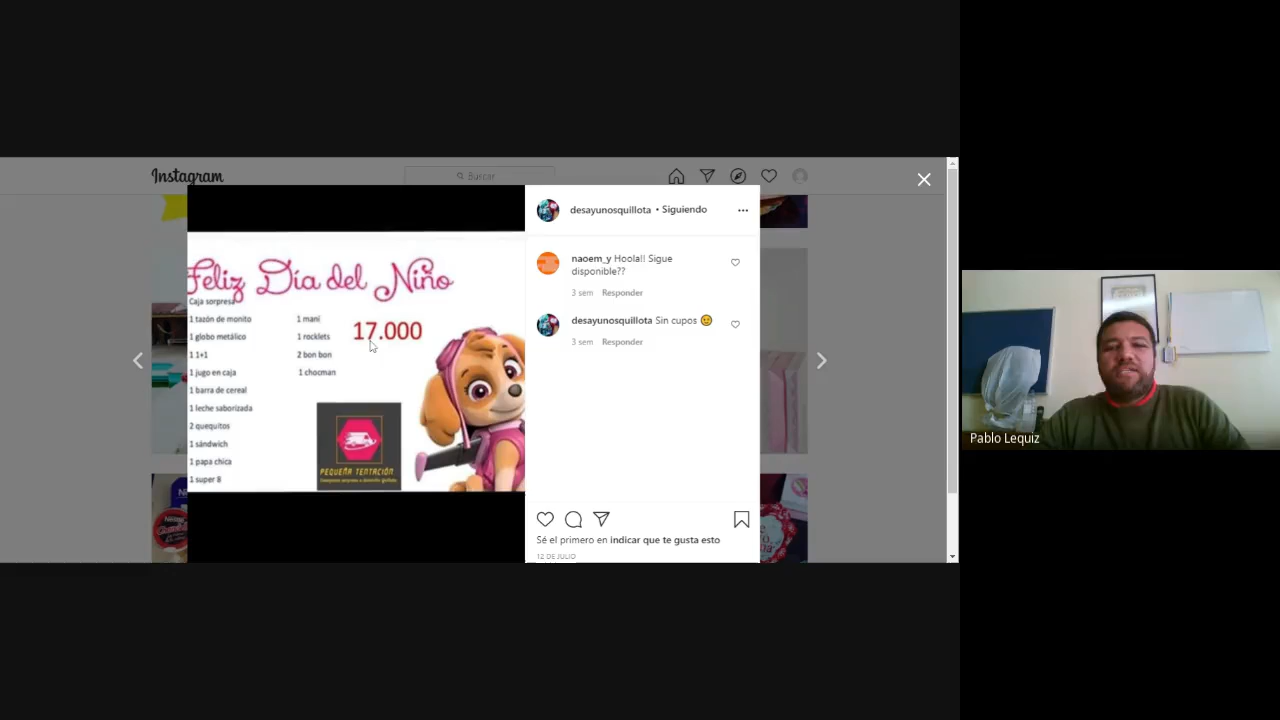 Instagram
Buscar
Feliz Día del Niño
Caja sorpresa
1 tazón de monito
1 globo metálico
1 1+1
1 jugo en caja
1 barra de cereal
1 leche saborizada
2 quequitos
1 sándwich
1 papa chica
1 super 8
1 maní
1 rocklets
2 bon bon
1 chocman
17.000
PEQUEÑA TENTACIÓN
desayunosquillota • Siguiendo
naoem_y Hoola!! Sigue
disponible??
3 sem Responder
desayunosquillota Sin cupos 😉
3 sem Responder
Sé el primero en indicar que te gusta esto
12 DE JULIO
Pablo Lequiz